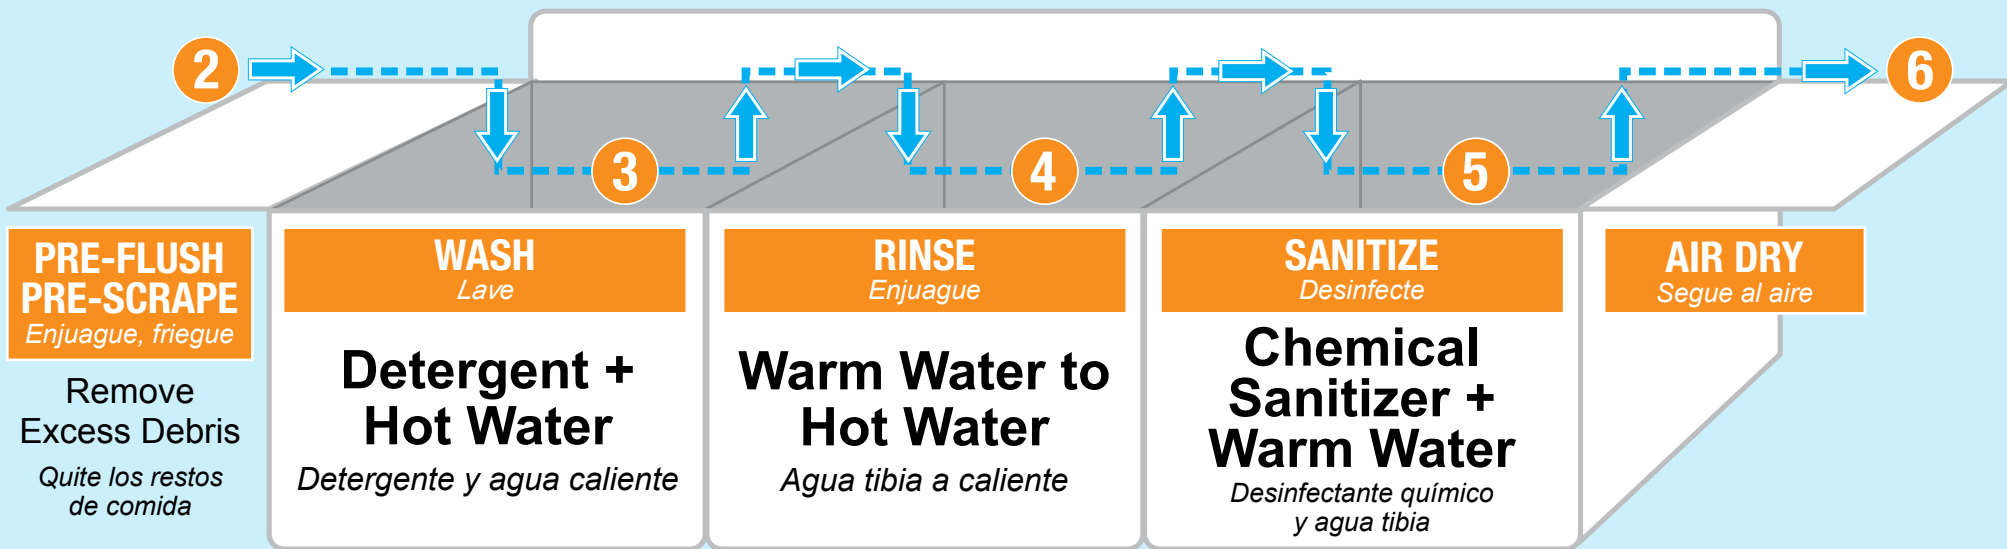 2
3
4
5
6
PRE-FLUSH
PRE-SCRAPE
Enjuague, friegue
Remove
Excess Debris
Quite los restos
de comida
WASH
Lave
Detergent +
Hot Water
Detergente y agua caliente
RINSE
Enjuague
Warm Water to
Hot Water
Agua tibia a caliente
SANITIZE
Desinfecte
Chemical
Sanitizer +
Warm Water
Desinfectante químico
y agua tibia
AIR DRY
Segue al aire